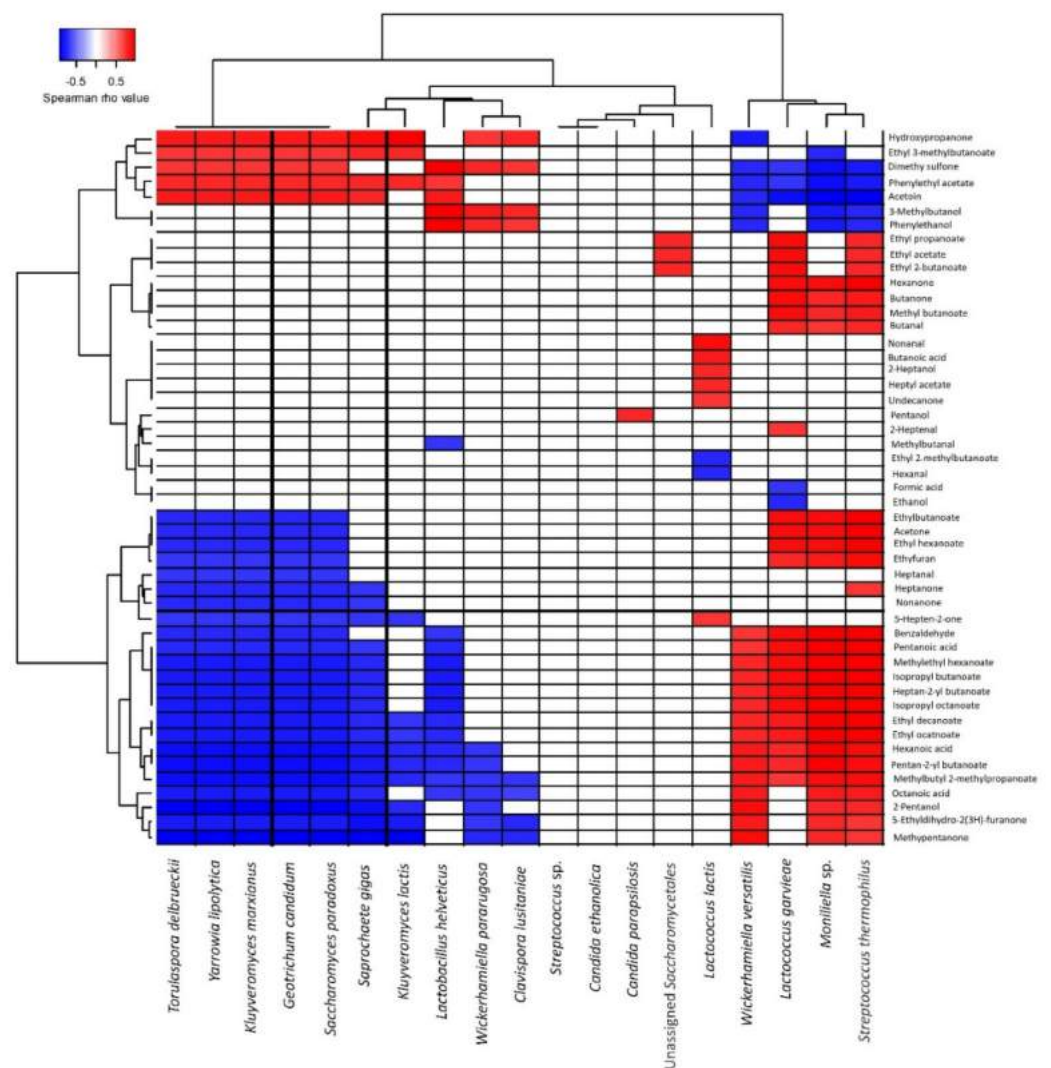 -0.5 0.5
Spearman rho value
Hydroxypropanone
Ethyl 3-methylbutanoate
Dimethy sulfone
Phenylethyl acetate
Acetoin
3-Methylbutanol
Phenylethanol
Ethyl propanoate
Ethyl acetate
Ethyl 2-butanoate
Hexanone
Butanone
Methyl butanoate
Butanal
Nonanal
Butanoic acid
2-Heptanol
Heptyl acetate
Undecanone
Pentanol
2-Heptenal
Methylbutanal
Ethyl 2-methylbutanoate
Hexanal
Formic acid
Ethanol
Ethylbutanoate
Acetone
Ethyl hexanoate
Ethyfuran
Heptanal
Heptanone
Nonanone
5-Hepten-2-one
Benzaldehyde
Pentanoic acid
Methylethyl hexanoate
Isopropyl butanoate
Heptan-2-yl butanoate
Isopropyl octanoate
Ethyl decanoate
Ethyl ocatnoate
Hexanoic acid
Pentan-2-yl butanoate
Methylbutyl 2-methylpropanoate
Octanoic acid
2-Pentanol
5-Ethyldihydro-2(3H)-furanone
Methypentanone
Torulaspora delbrueckii
Yarrowia lipolytica
Kluyveromyces marxianus
Geotrichum candidum
Saccharomyces paradoxus
Saprochaete gigas
Kluyveromyces lactis
Lactobacillus helveticus
Wickerhamiella pararugosa
Clavispora lusitaniae
Streptococcus sp.
Candida ethanolica
Candida parapsilosis
Unassigned Saccharomycetales
Lactococcus lactis
Wickerhamiella versatilis
Lactococcus garvieae
Moniliella sp.
Streptococcus thermophilus